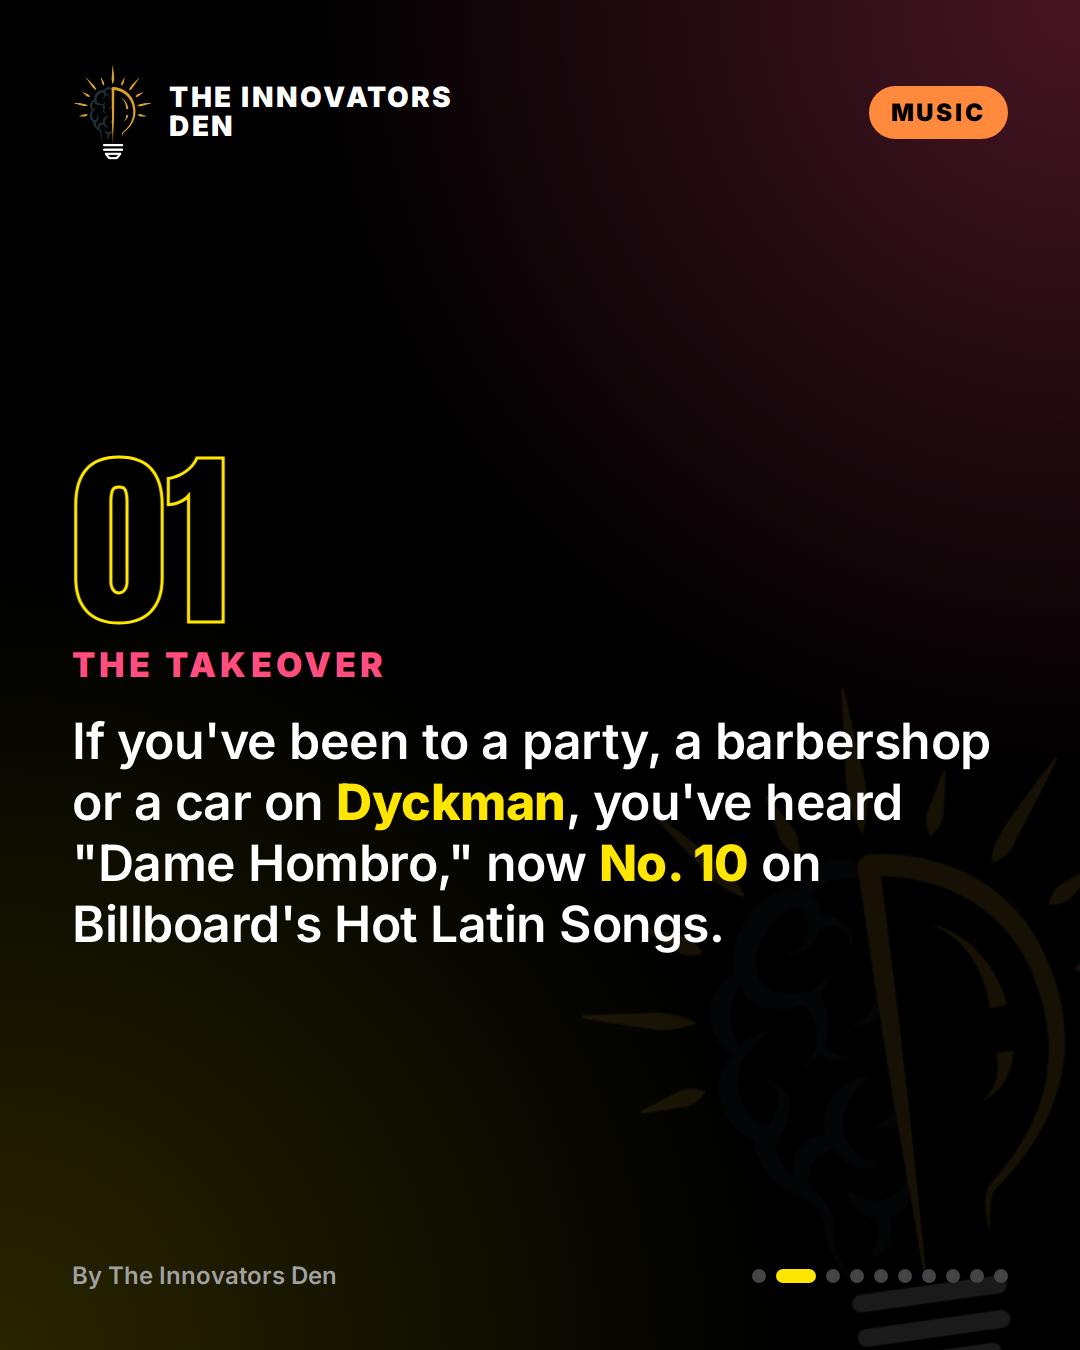 THE INNOVATORS
DEN
MUSIC
01
THE TAKEOVER
If you've been to a party, a barbershop
or a car on Dyckman, you've heard
"Dame Hombro," now No. 10 on
Billboard's Hot Latin Songs.
By The Innovators Den